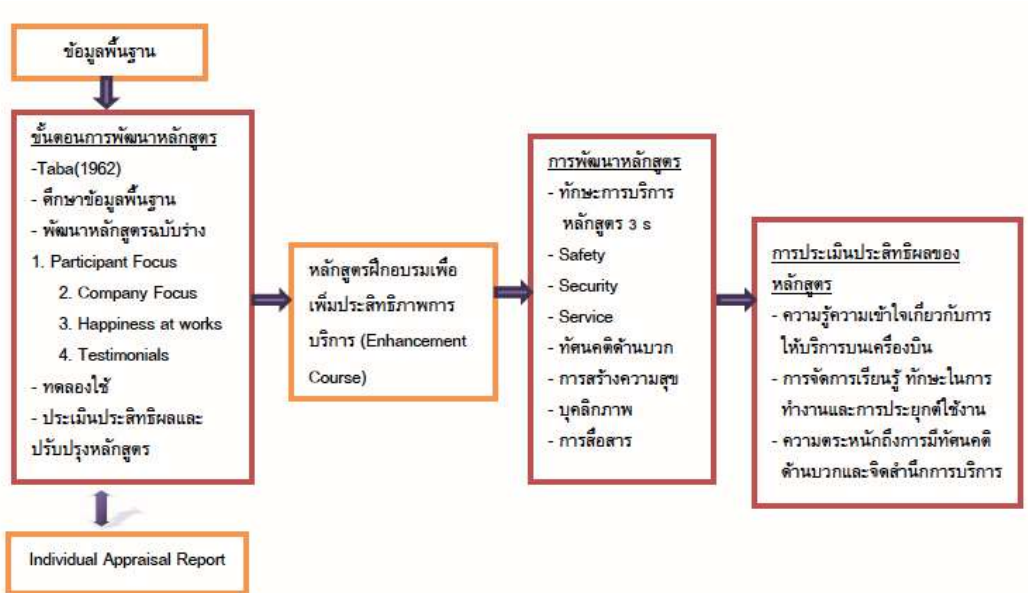 ข้อมูลพื้นฐาน
ขั้นตอนการพัฒนาหลักสูตร
-Taba(1962)
- ศึกษาข้อมูลพื้นฐาน
- พัฒนาหลักสูตรฉบับร่าง
1. Participant Focus
2. Company Focus
3. Happiness at works
4. Testimonials
- ทดลองใช้
- ประเมินประสิทธิผลและ
ปรับปรุงหลักสูตร
Individual Appraisal Report
หลักสูตรฝึกอบรมเพื่อ
เพิ่มประสิทธิภาพการ
บริการ (Enhancement
Course)
การพัฒนาหลักสูตร
- ทักษะการบริการ
หลักสูตร 3 s
- Safety
- Security
- Service
- ทัศนคติด้านบวก
- การสร้างความสุข
- บุคลิกภาพ
- การสื่อสาร
การประเมินประสิทธิผลของ
หลักสูตร
- ความรู้ความเข้าใจเกี่ยวกับการ
ให้บริการบนเครื่องบิน
- การจัดการเรียนรู้ ทักษะในการ
ทำงานและการประยุกต์ใช้งาน
- ความตระหนักถึงการมีทัศนคติ
ด้านบวกและจิตสำนึกการบริการ